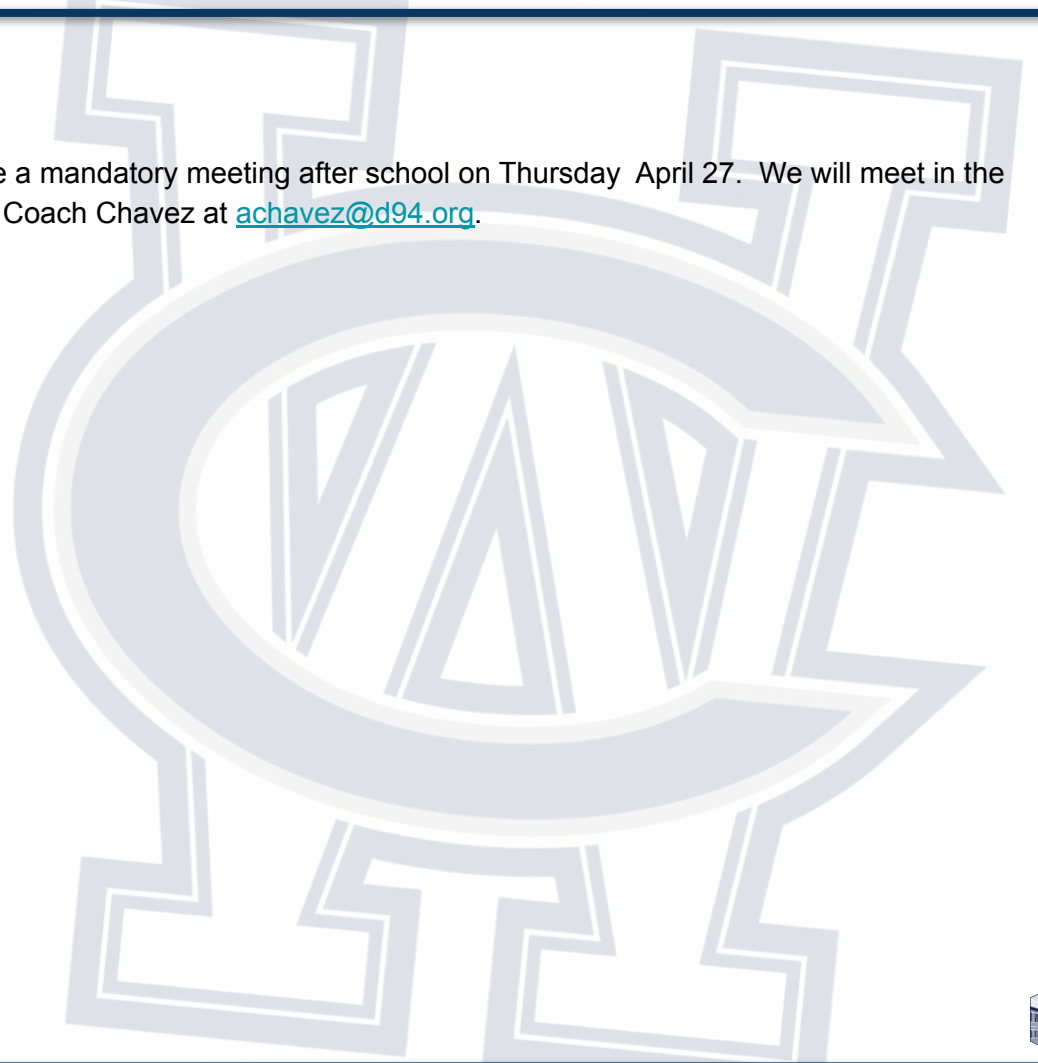 e a mandatory meeting after school on Thursday  April 27.  We will meet in the
Coach Chavez at achavez@d94.org.
WCH